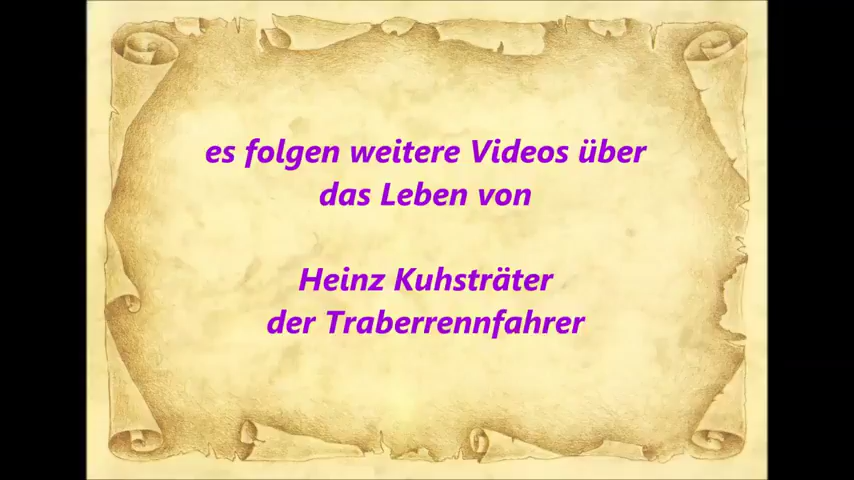 es folgen weitere Videos über
das Leben von
Heinz Kuhsträter
der Traberrennfahrer